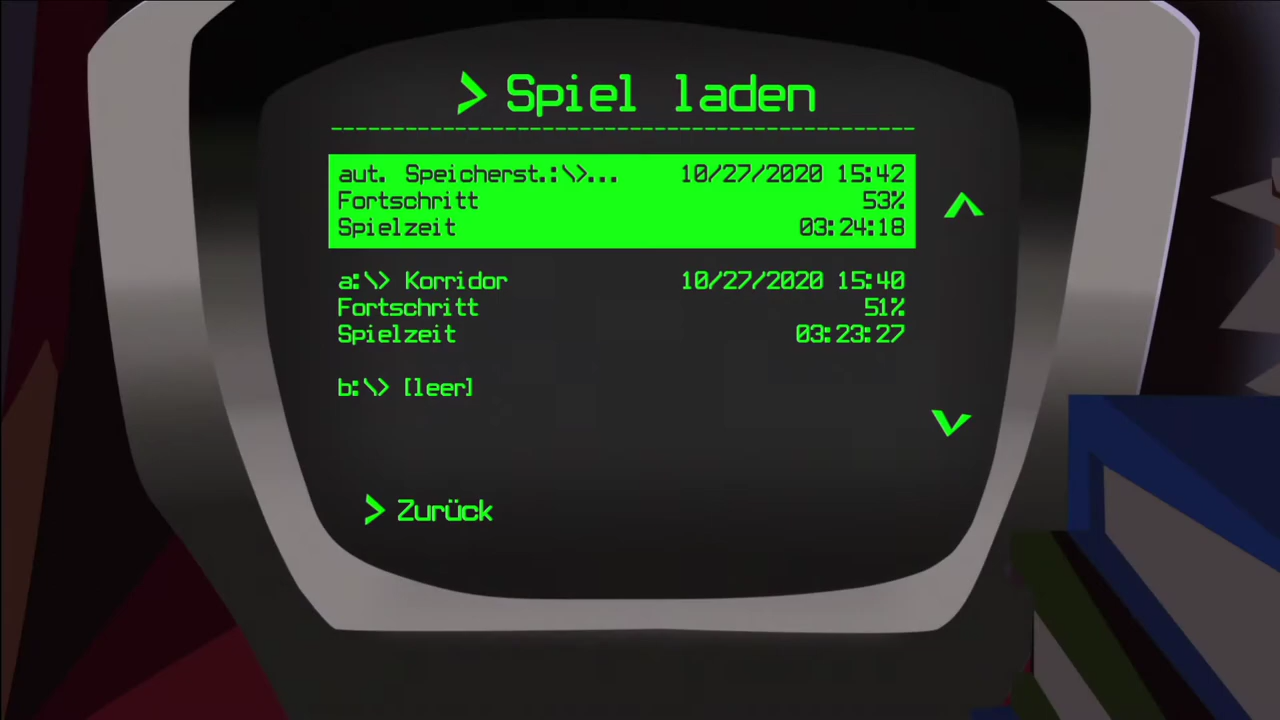 > Spiel laden
aut. Speicherst.:\>... 10/27/2020 15:42
Fortschritt 53%
Spielzeit 03:24:18
a:\> Korridor 10/27/2020 15:40
Fortschritt 51%
Spielzeit 03:23:27
b:\> [leer]
> Zurück